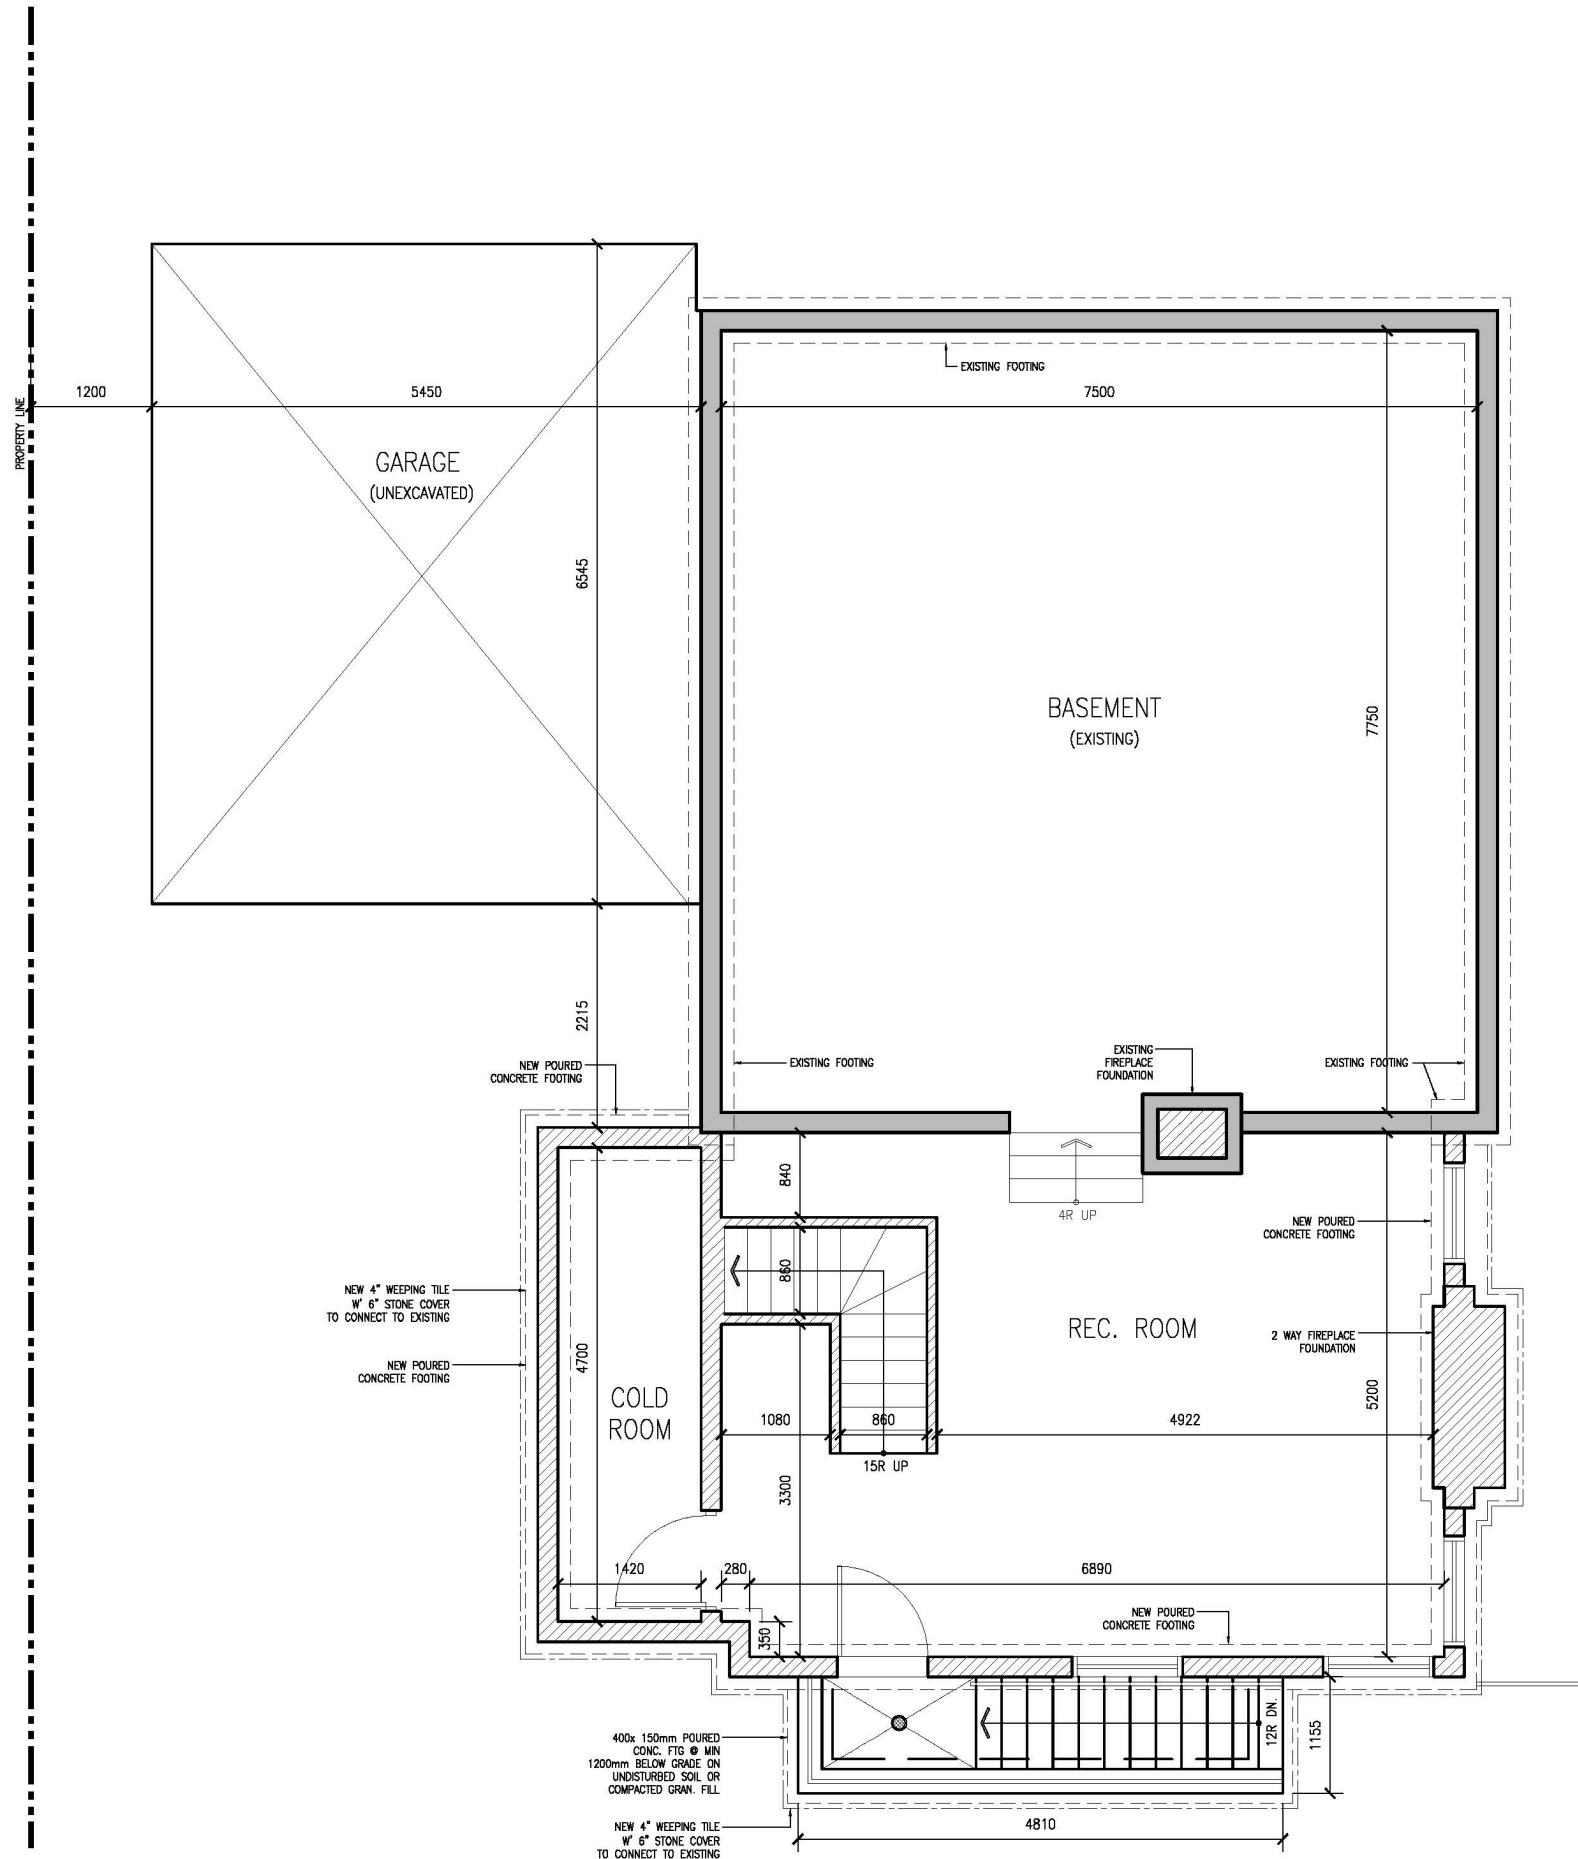 EXISTING FOOTING
1200
5450
7500
PROPERTY LINE
GARAGE
(UNEXCAVATED)
6545
BASEMENT
(EXISTING)
7750
2215
NEW POURED
CONCRETE FOOTING
EXISTING FOOTING
EXISTING
FIREPLACE
FOUNDATION
EXISTING FOOTING
840
4R UP
NEW POURED
CONCRETE FOOTING
860
NEW 4" WEEPING TILE
W' 6" STONE COVER
TO CONNECT TO EXISTING
REC. ROOM
2 WAY FIREPLACE
FOUNDATION
4700
NEW POURED
CONCRETE FOOTING
COLD
ROOM
5200
1080
860
4922
15R UP
3300
1420
280
6890
NEW POURED
CONCRETE FOOTING
350
12R DN.
1155
400x 150mm POURED
CONC. FTG @ MIN
1200mm BELOW GRADE ON
UNDISTURBED SOIL OR
COMPACTED GRAN. FILL
NEW 4" WEEPING TILE
W' 6" STONE COVER
TO CONNECT TO EXISTING
4810